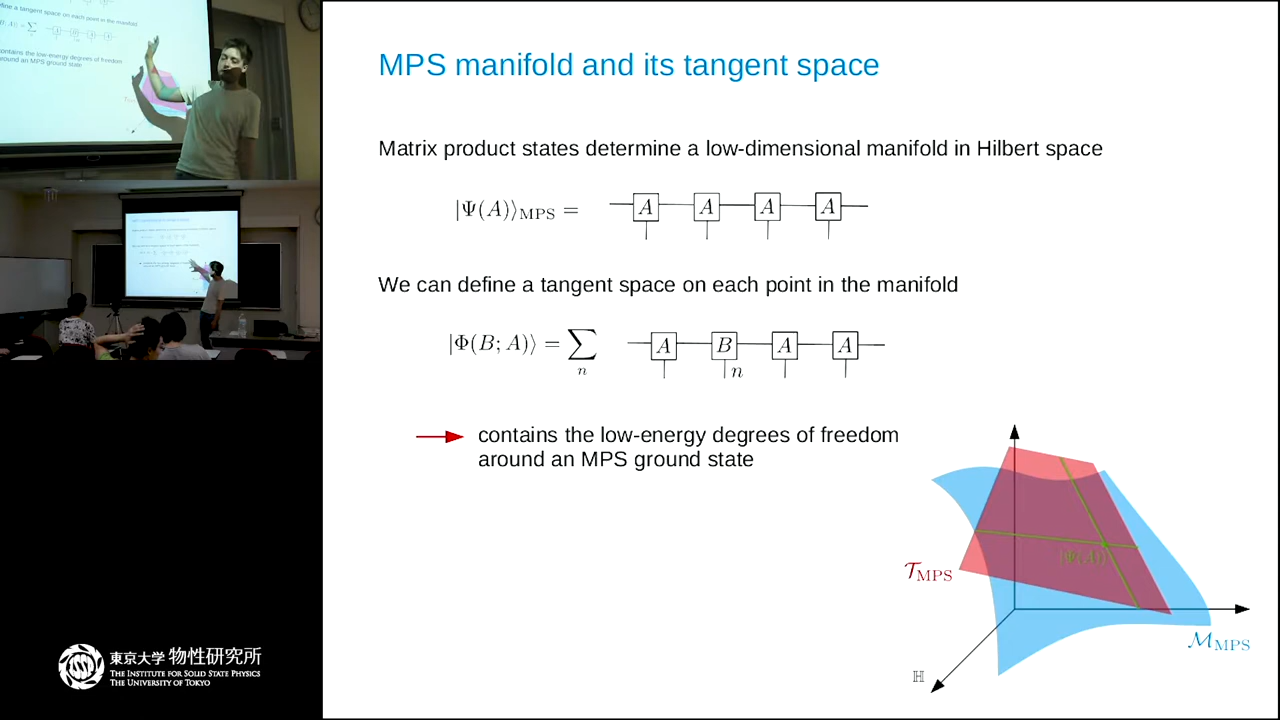 MPS manifold and its tangent space
Matrix product states determine a low-dimensional manifold in Hilbert space
|Ψ(A)⟩MPS = A A A A
We can define a tangent space on each point in the manifold
|Φ(B; A)⟩ = ∑n A B A A
n
contains the low-energy degrees of freedom
around an MPS ground state
|Ψ(A)⟩
𝒯MPS
ℳMPS
ℍ
東京大学 物性研究所
THE INSTITUTE FOR SOLID STATE PHYSICS
THE UNIVERSITY OF TOKYO